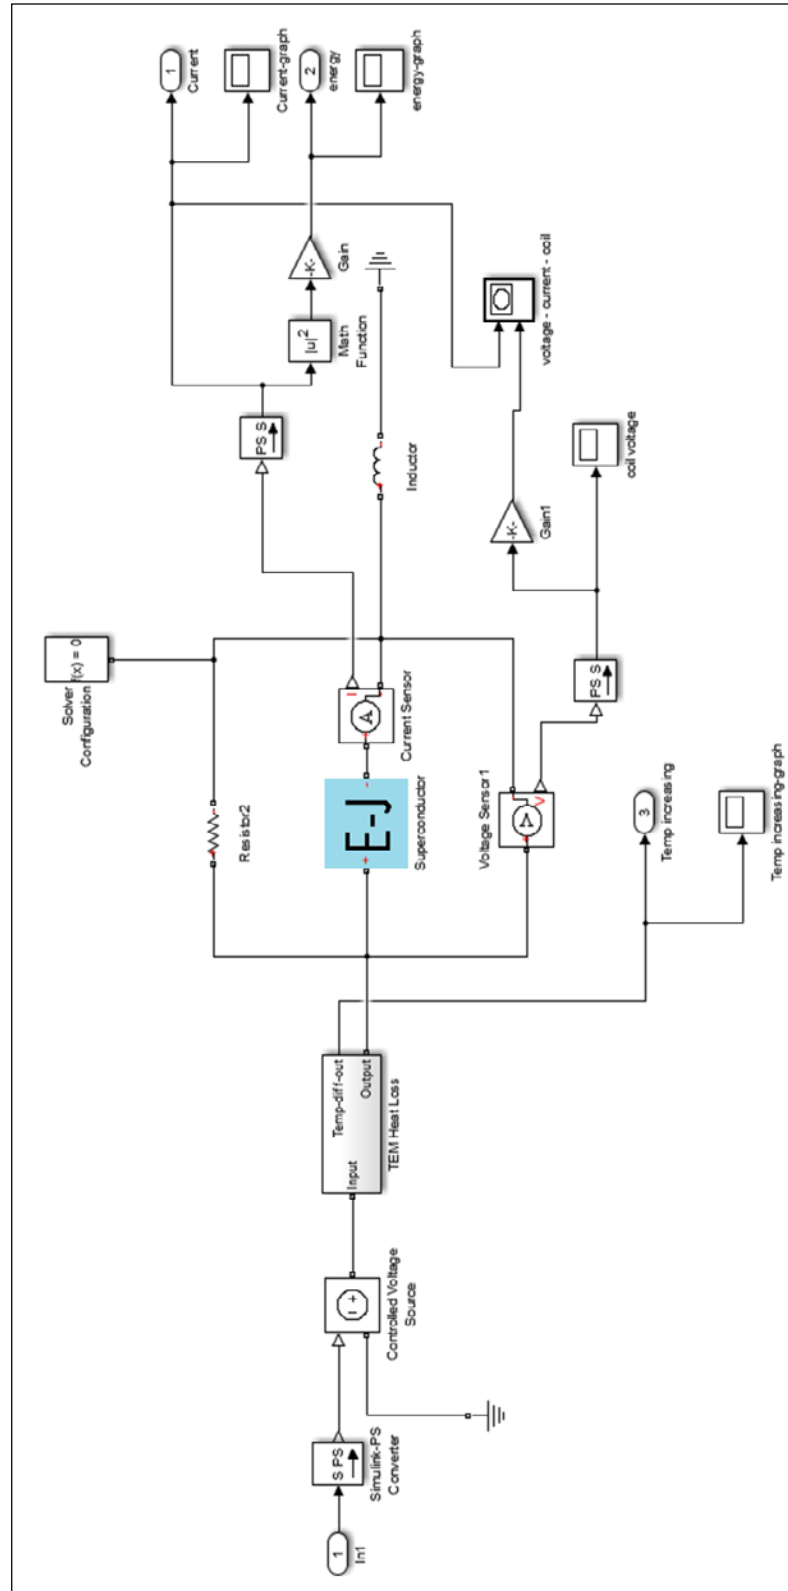 1
Current
Current-graph
2
energy
energy-graph
-K-
Gain
|u|²
Math
Function
PS S
Inductor
voltage - current - coil
coil voltage
-K-
Gain1
PS S
Solver
Configuration
f(x) = 0
Resistor2
I
A
+
-
Current Sensor
E-J
+
-
Superconductor
V
+
-
V
Voltage Sensor1
3
Temp increasing
Temp increasing-graph
Temp-diff-out
Input
Output
TEM Heat Loss
Controlled Voltage
Source
S PS
Simulink-PS
Converter
1
In1